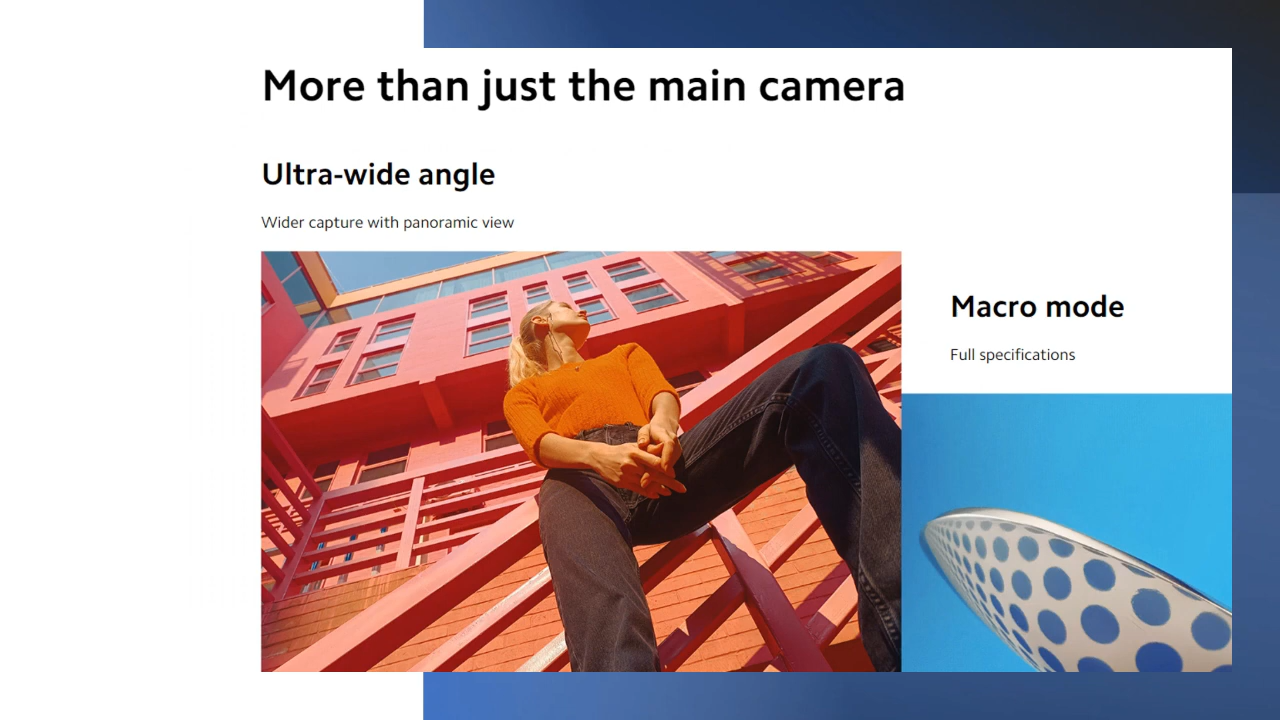 More than just the main camera
Ultra-wide angle
Wider capture with panoramic view
Macro mode
Full specifications